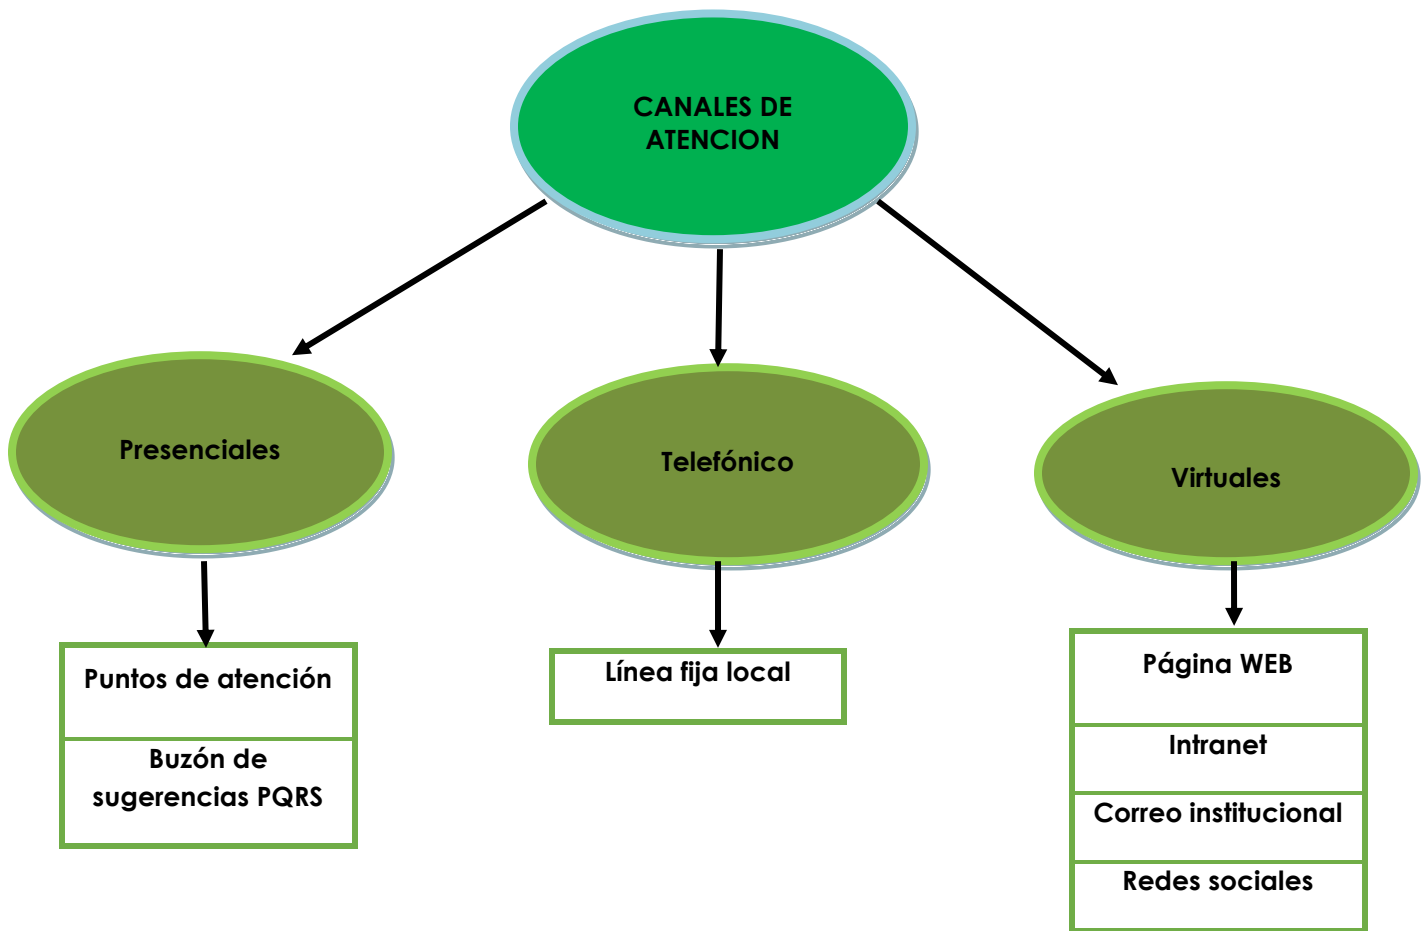 CANALES DE
ATENCION
Presenciales
Telefónico
Virtuales
Puntos de atención
Buzón de
sugerencias PQRS
Línea fija local
Página WEB
Intranet
Correo institucional
Redes sociales